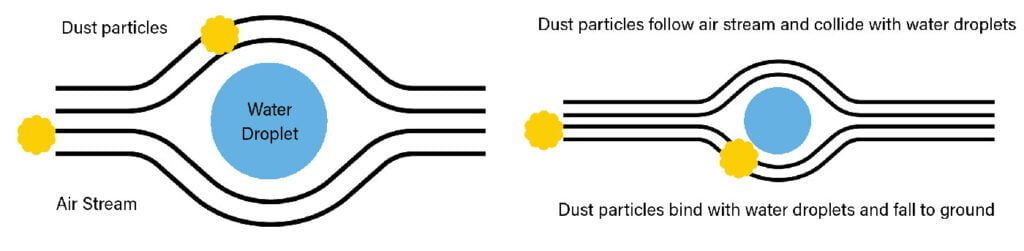 Dust particles
Water
Droplet
Air Stream
Dust particles follow air stream and collide with water droplets
Dust particles bind with water droplets and fall to ground